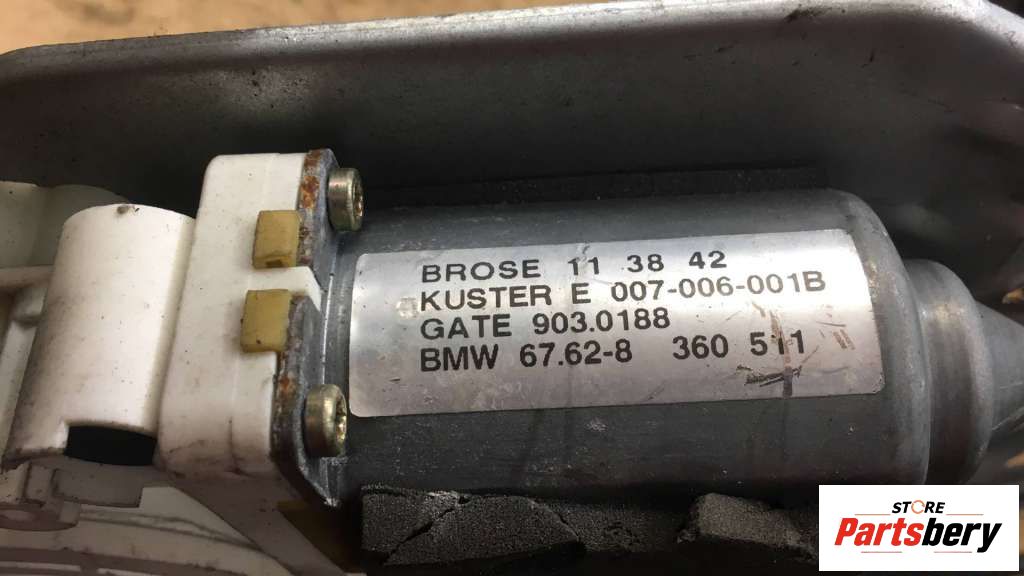 BROSE 11 38 42
KUSTER E 007-006-001B
GATE 903.0188
BMW 67.62-8 360 511
STORE
Partsbery